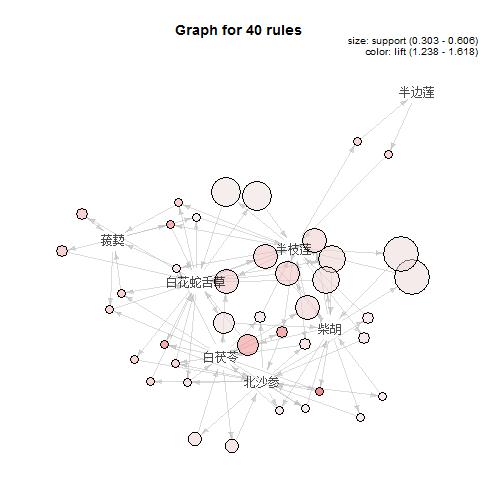 Graph for 40 rules
size: support (0.303 - 0.606)
color: lift (1.238 - 1.618)
半边莲
菝葜
半枝莲
白花蛇舌草
柴胡
白茯苓
北沙参